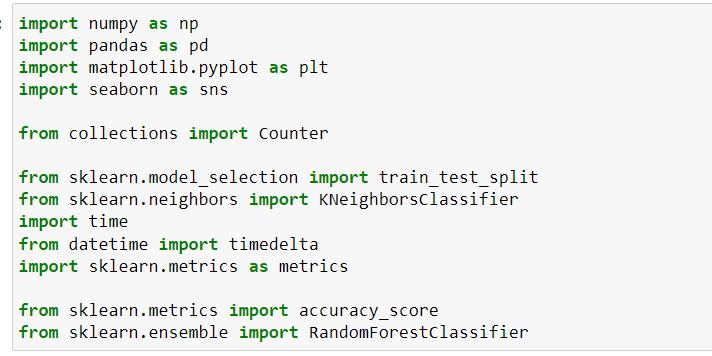 import numpy as np
import pandas as pd
import matplotlib.pyplot as plt
import seaborn as sns
from collections import Counter
from sklearn.model_selection import train_test_split
from sklearn.neighbors import KNeighborsClassifier
import time
from datetime import timedelta
import sklearn.metrics as metrics
from sklearn.metrics import accuracy_score
from sklearn.ensemble import RandomForestClassifier